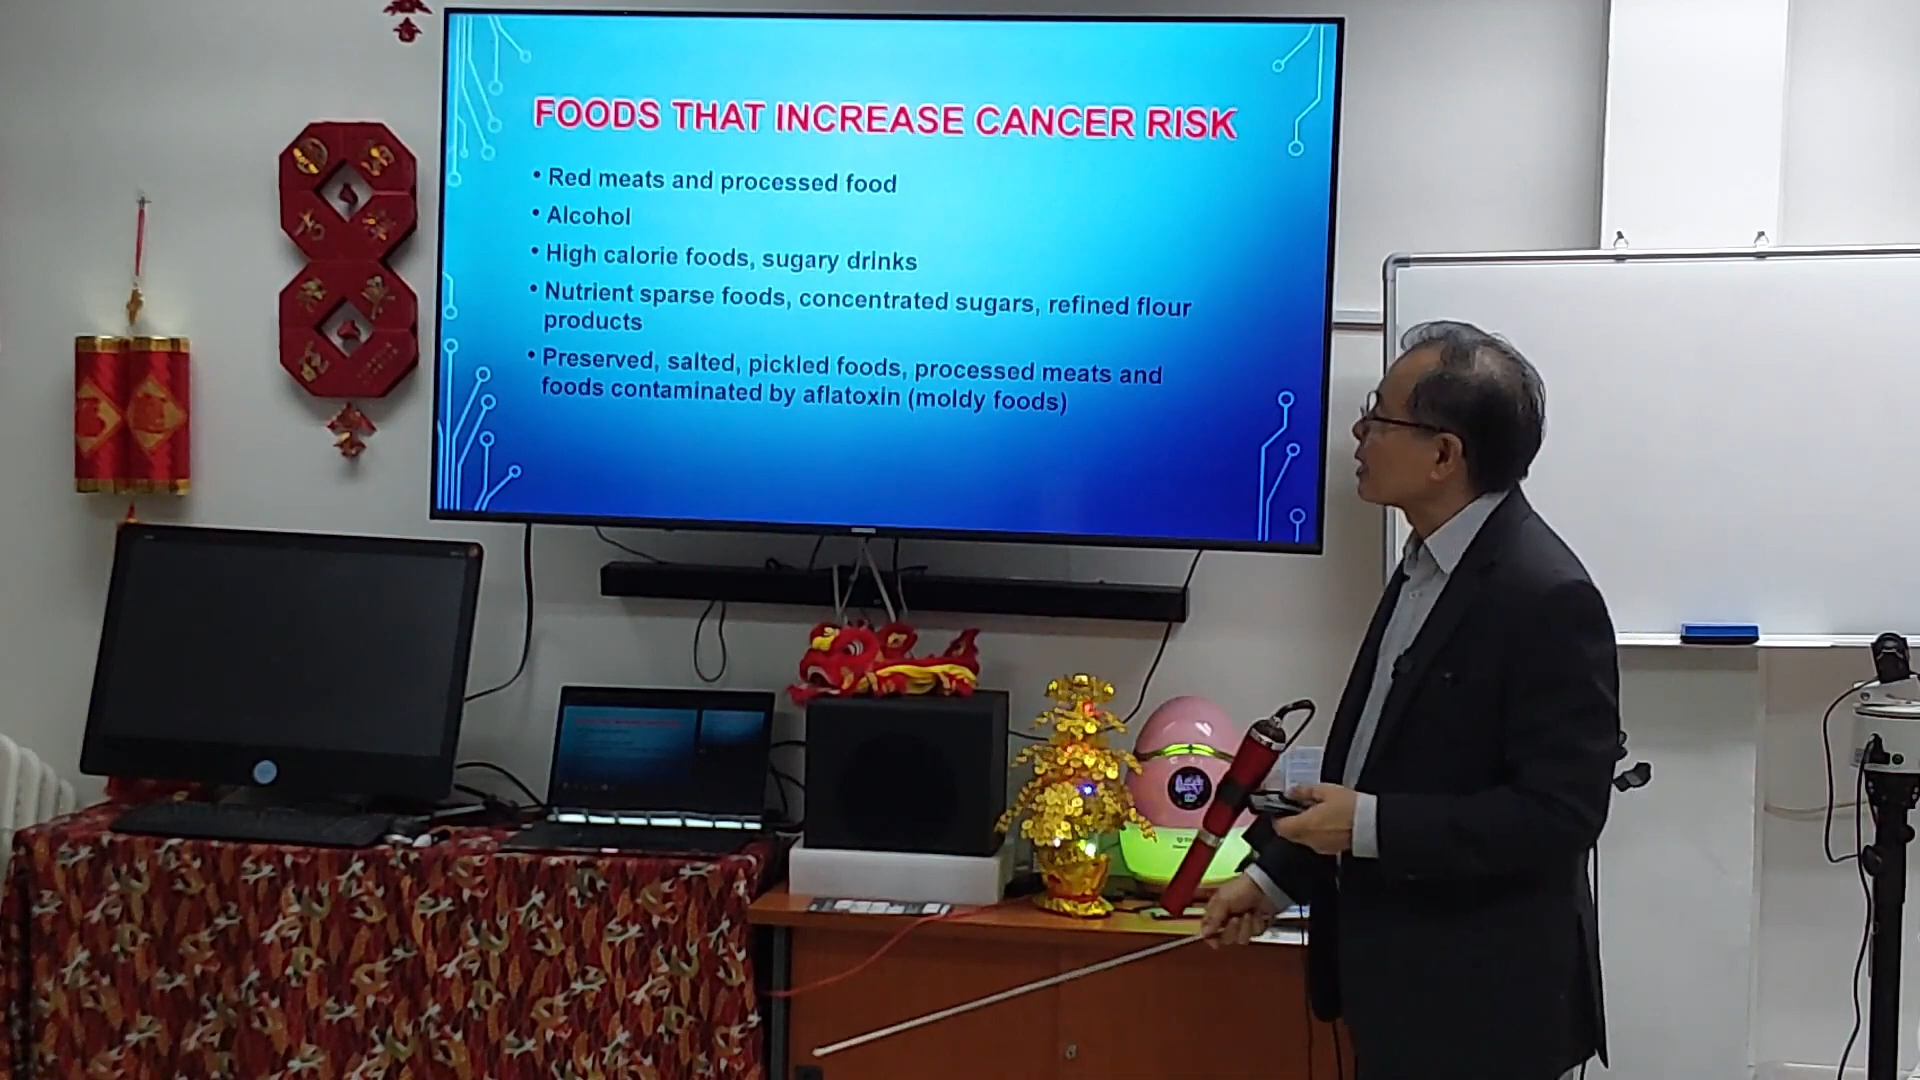 FOODS THAT INCREASE CANCER RISK
• Red meats and processed food
• Alcohol
• High calorie foods, sugary drinks
• Nutrient sparse foods, concentrated sugars, refined flour
products
• Preserved, salted, pickled foods, processed meats and
foods contaminated by aflatoxin (moldy foods)